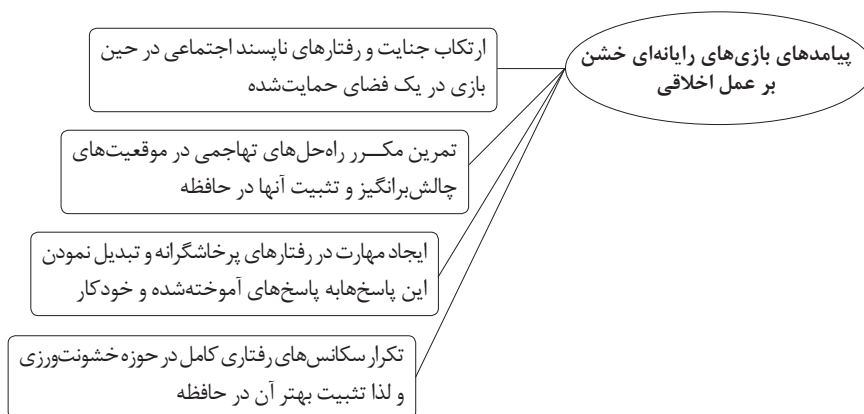 پیامدهای بازی‌های رایانه‌ای خشن
بر عمل اخلاقی
ارتکاب جنایت و رفتارهای ناپسند اجتماعی در حین
بازی در یک فضای حمایت‌شده
تمرین مکـــرر راه‌حل‌های تهاجمی در موقعیت‌های
چالش‌برانگیز و تثبیت آنها در حافظه
ایجاد مهارت در رفتارهای پرخاشگرانه و تبدیل نمودن
این پاسخ‌هابه پاسخ‌های آموخته‌شده و خودکار
تکرار سکانس‌های رفتاری کامل در حوزه خشونت‌ورزی
و لذا تثبیت بهتر آن در حافظه